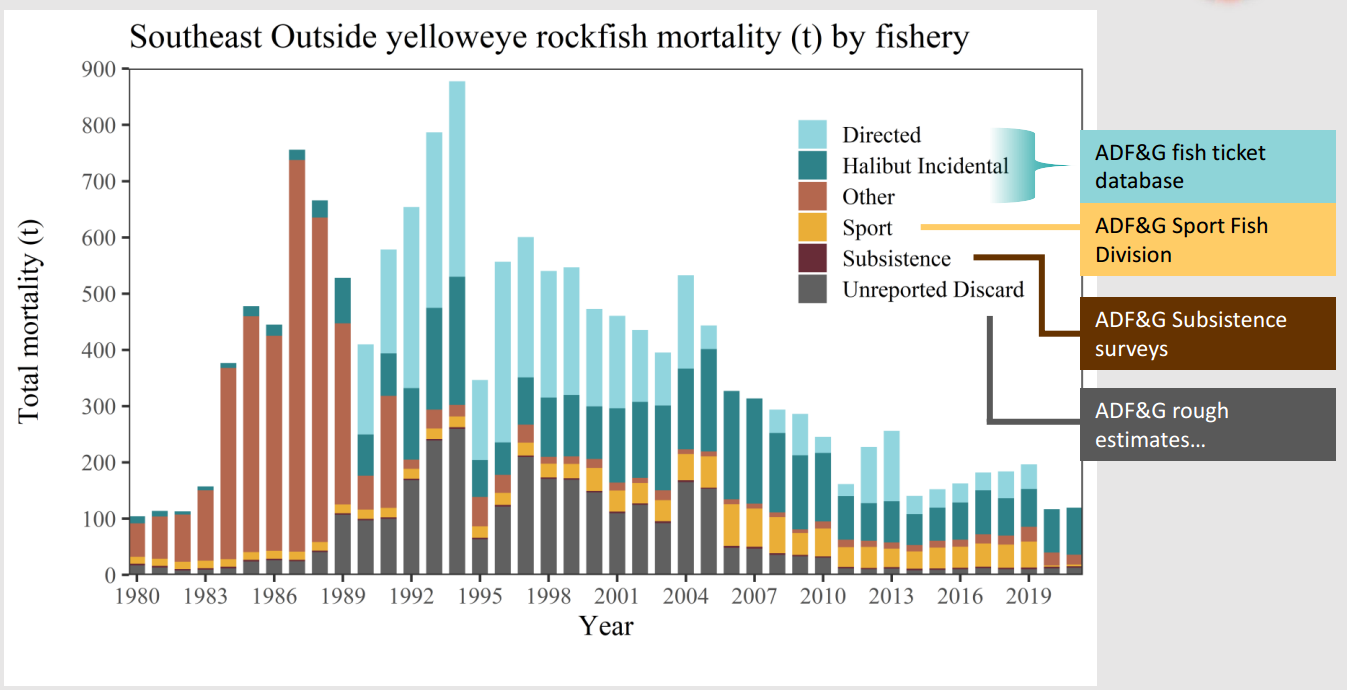 Southeast Outside yelloweye rockfish mortality (t) by fishery
Total mortality (t)
900
800
700
600
500
400
300
200
100
0
1980 1983 1986 1989 1992 1995 1998 2001 2004 2007 2010 2013 2016 2019
Year
Directed
Halibut Incidental
Other
Sport
Subsistence
Unreported Discard
ADF&G fish ticket
database
ADF&G Sport Fish
Division
ADF&G Subsistence
surveys
ADF&G rough
estimates…